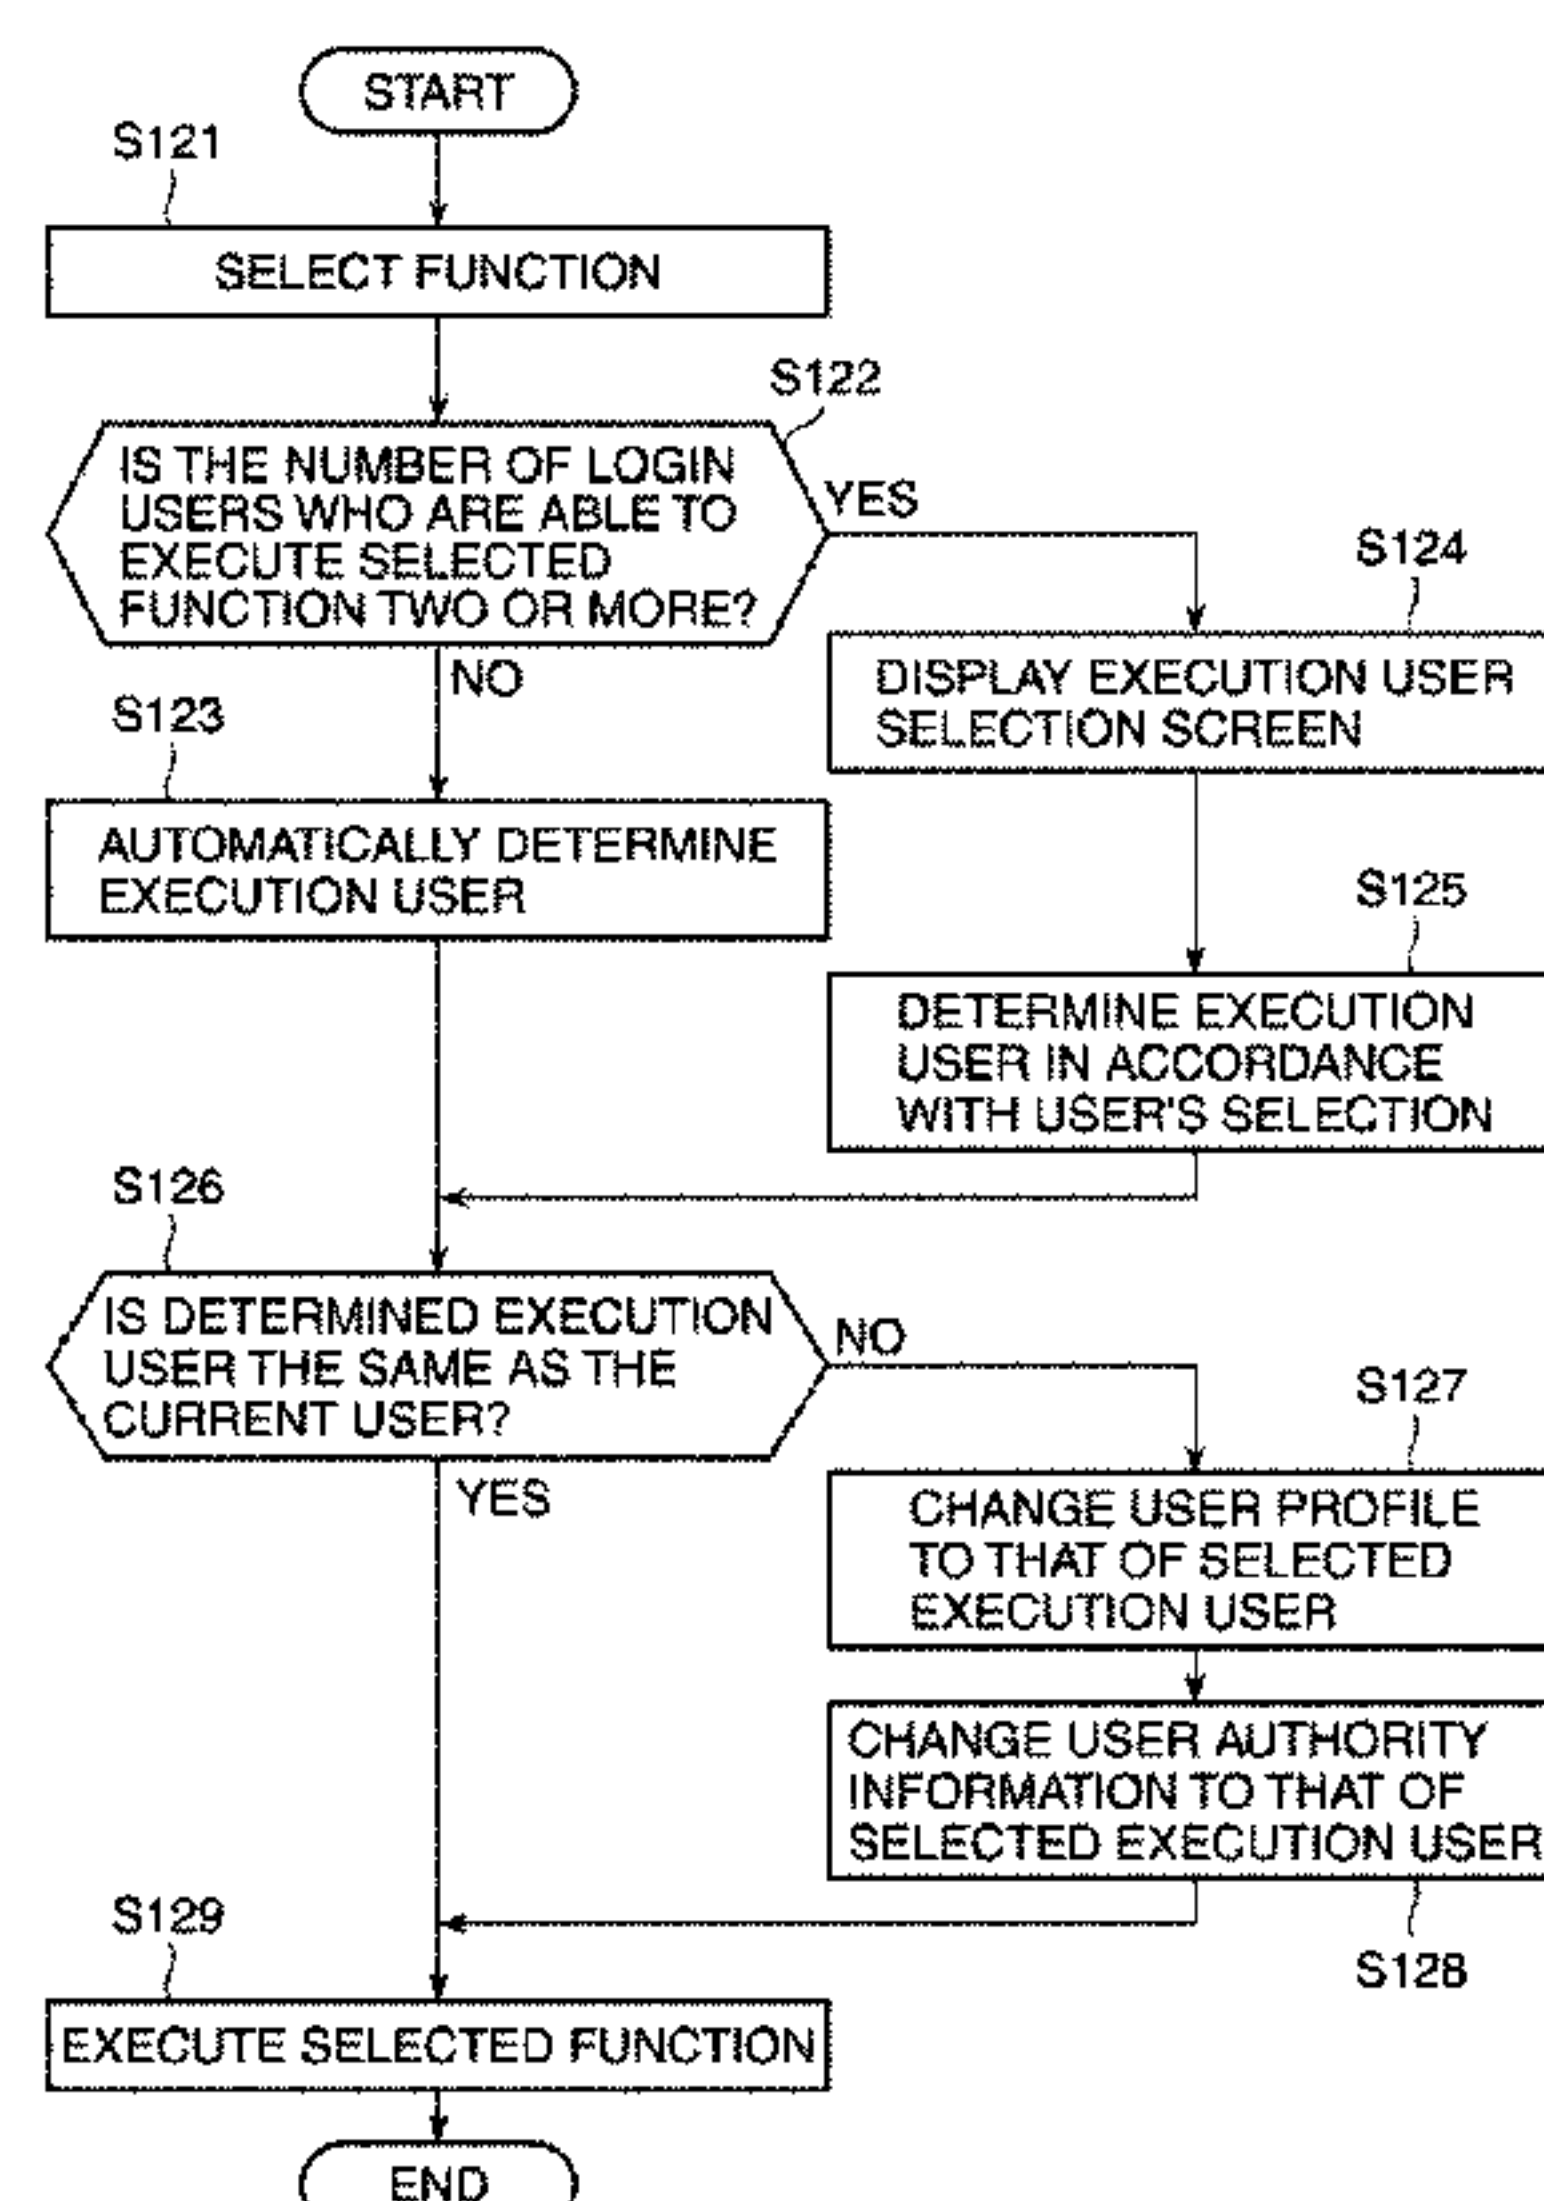 START
S121
SELECT FUNCTION
S122
IS THE NUMBER OF LOGIN
USERS WHO ARE ABLE TO
EXECUTE SELECTED
FUNCTION TWO OR MORE?
YES
NO
S124
DISPLAY EXECUTION USER
SELECTION SCREEN
S123
AUTOMATICALLY DETERMINE
EXECUTION USER
S125
DETERMINE EXECUTION
USER IN ACCORDANCE
WITH USER'S SELECTION
S126
IS DETERMINED EXECUTION
USER THE SAME AS THE
CURRENT USER?
NO
YES
S127
CHANGE USER PROFILE
TO THAT OF SELECTED
EXECUTION USER
CHANGE USER AUTHORITY
INFORMATION TO THAT OF
SELECTED EXECUTION USER
S128
S129
EXECUTE SELECTED FUNCTION
END